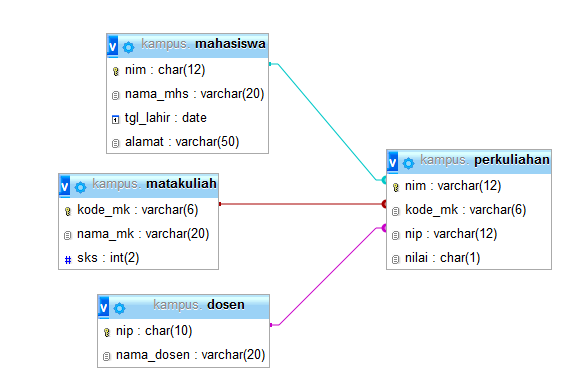 kampus. mahasiswa
nim : char(12)
nama_mhs : varchar(20)
tgl_lahir : date
alamat : varchar(50)
kampus. matakuliah
kode_mk : varchar(6)
nama_mk : varchar(20)
# sks : int(2)
kampus. dosen
nip : char(10)
nama_dosen : varchar(20)
kampus. perkuliahan
nim : varchar(12)
kode_mk : varchar(6)
nip : varchar(12)
nilai : char(1)